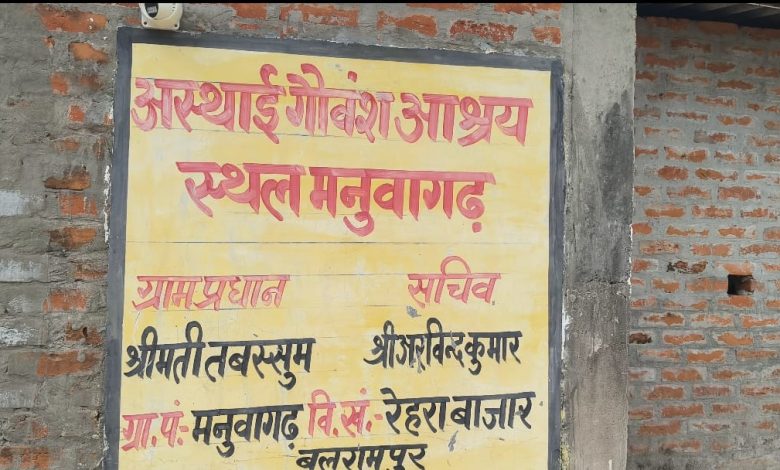 अस्थाई गौवंश आश्रय
स्थल मनुवागढ़
ग्राम प्रधान सचिव
श्रीमती तबस्सुम श्री अरविन्द कुमार
ग्रा.पं:- मनुवागढ़ वि.खं:- रेहरा बाजार
बलरामपुर